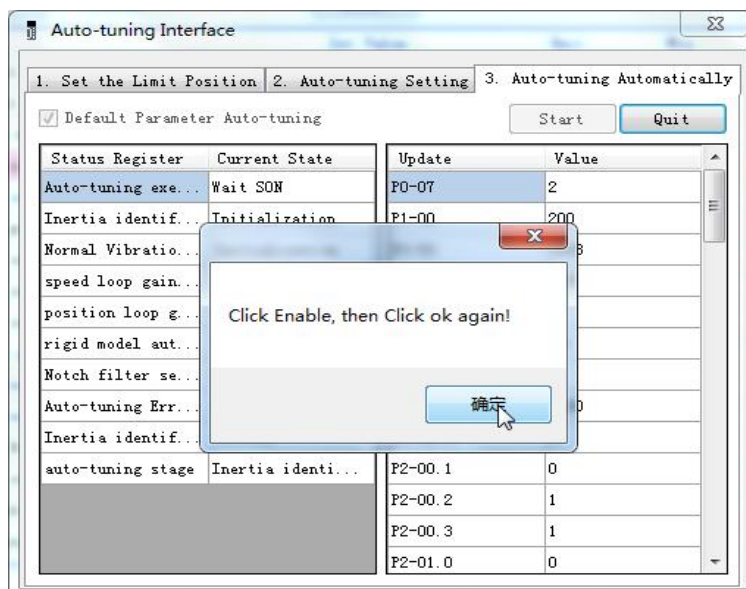 Auto-tuning Interface
1. Set the Limit Position 2. Auto-tuning Setting 3. Auto-tuning Automatically
Default Parameter Auto-tuning Start Quit
Status Register Current State Update Value
Auto-tuning exe... Wait SON P0-07 2
Inertia identif... Initialization P1-00 200
Normal Vibratio...
speed loop gain...
position loop g...
rigid model aut...
Notch filter se...
Auto-tuning Err...
Inertia identif...
Click Enable, then Click ok again!
确定
auto-tuning stage Inertia identi... P2-00.1 0
P2-00.2 1
P2-00.3 1
P2-01.0 0